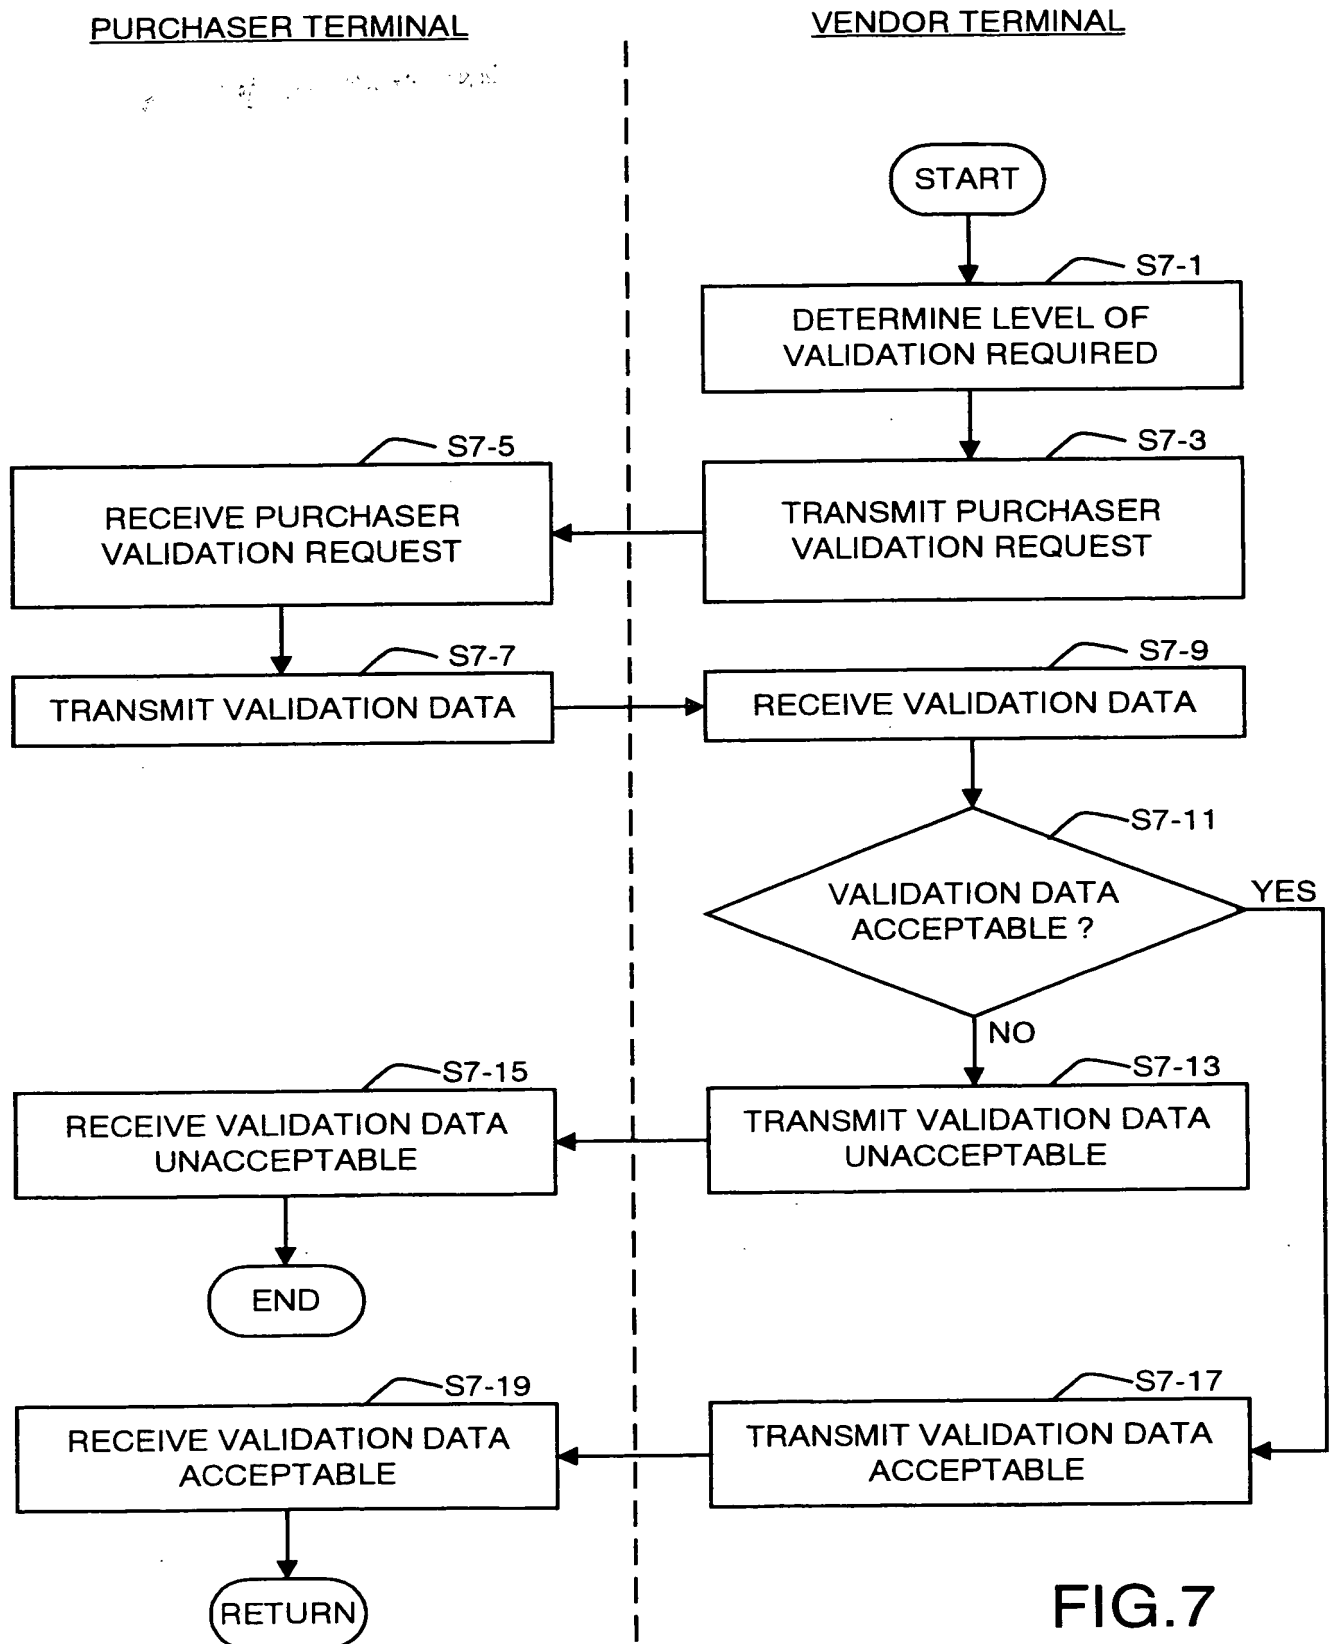 PURCHASER TERMINAL
VENDOR TERMINAL
START
S7-1
DETERMINE LEVEL OF
VALIDATION REQUIRED
S7-5
S7-3
RECEIVE PURCHASER
VALIDATION REQUEST
TRANSMIT PURCHASER
VALIDATION REQUEST
S7-7
S7-9
TRANSMIT VALIDATION DATA
RECEIVE VALIDATION DATA
S7-11
VALIDATION DATA
ACCEPTABLE ?
YES
NO
S7-15
S7-13
RECEIVE VALIDATION DATA
UNACCEPTABLE
TRANSMIT VALIDATION DATA
UNACCEPTABLE
END
S7-19
S7-17
RECEIVE VALIDATION DATA
ACCEPTABLE
TRANSMIT VALIDATION DATA
ACCEPTABLE
RETURN
FIG.7